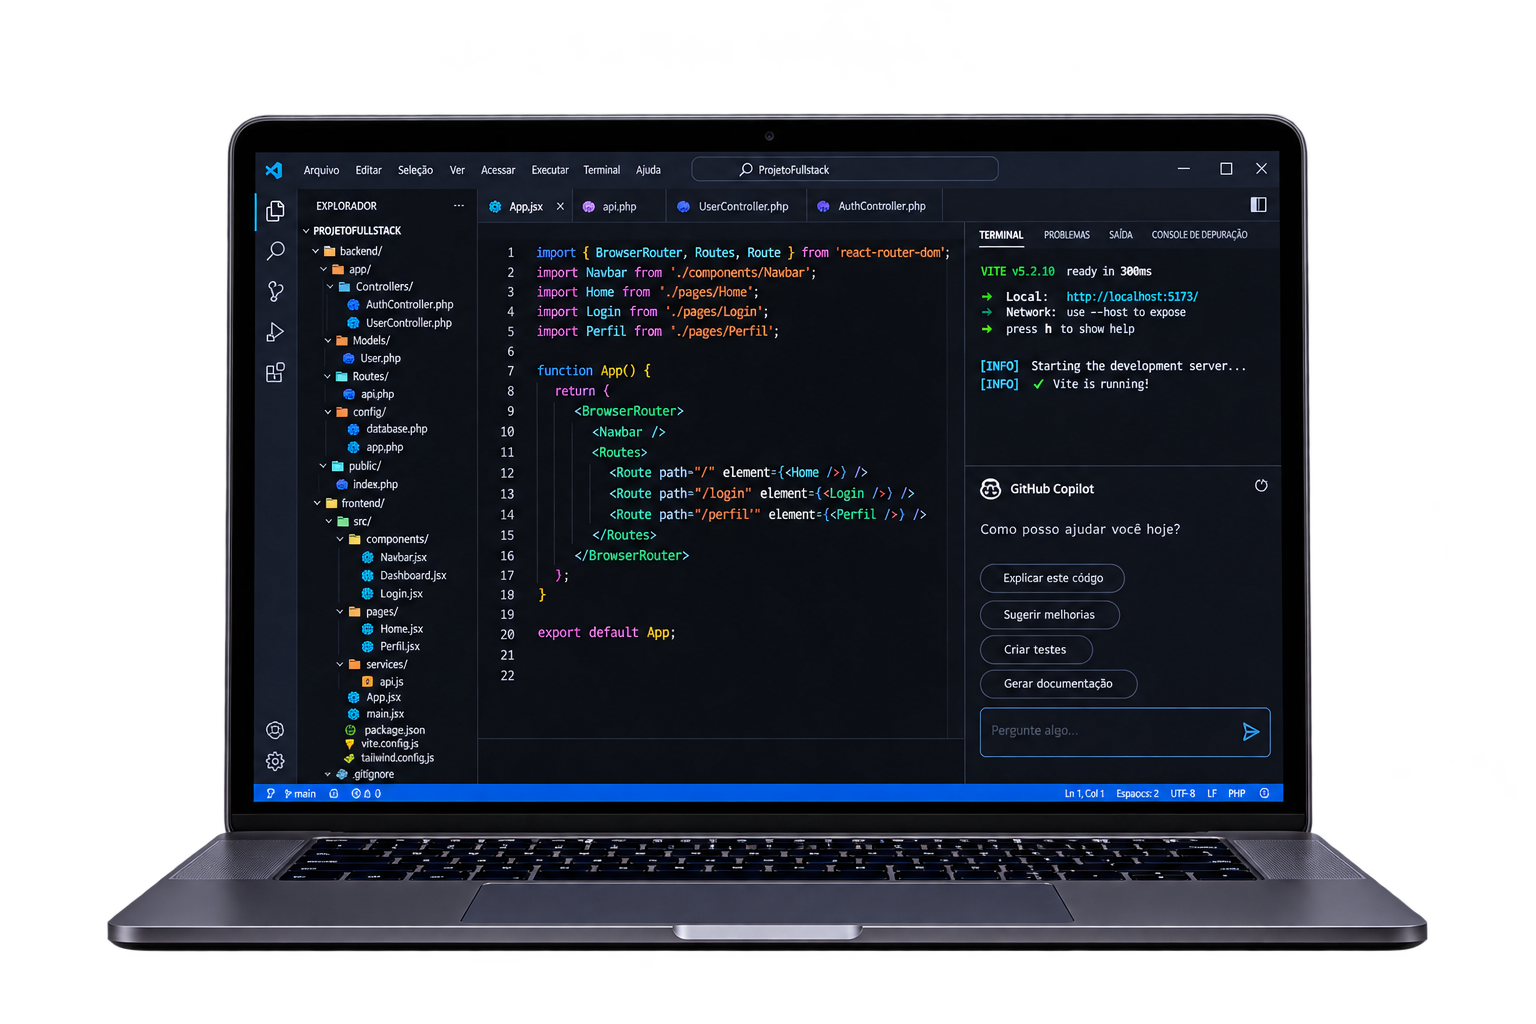 Arquivo Editar Seleção Ver Acessar Executar Terminal Ajuda ProjetoFullstack
EXPLORADOR ...
PROJETOFULLSTACK
backend/
app/
Controllers/
AuthController.php
UserController.php
Models/
User.php
Routes/
api.php
config/
database.php
app.php
public/
index.php
frontend/
src/
components/
Navbar.jsx
Dashboard.jsx
Login.jsx
pages/
Home.jsx
Perfil.jsx
services/
api.js
App.jsx
main.jsx
package.json
vite.config.js
tailwind.config.js
.gitignore
App.jsx × api.php UserController.php AuthController.php
1 import { BrowserRouter, Routes, Route } from 'react-router-dom';
2 import Navbar from './components/Navbar';
3 import Home from './pages/Home';
4 import Login from './pages/Login';
5 import Perfil from './pages/Perfil';
6
7 function App() {
8 return {
9 <BrowserRouter>
10 <Navbar />
11 <Routes>
12 <Route path="/" element={<Home />} />
13 <Route path="/login" element={<Login />} />
14 <Route path="/perfil'" element={<Perfil />} />
15 </Routes>
16 </BrowserRouter>
17 };
18 }
19
20 export default App;
21
22
TERMINAL PROBLEMAS SAÍDA CONSOLE DE DEPURAÇÃO
VITE v5.2.10 ready in 300ms
➜ Local: http://localhost:5173/
➜ Network: use --host to expose
➜ press h to show help
[INFO] Starting the development server...
[INFO] ✓ Vite is running!
GitHub Copilot
Como posso ajudar você hoje?
Explicar este códgo
Sugerir melhorias
Criar testes
Gerar documentação
Pergunte algo...
main 0 Ln 1, Col 1 Espaocs: 2 UTF-8 LF PHP